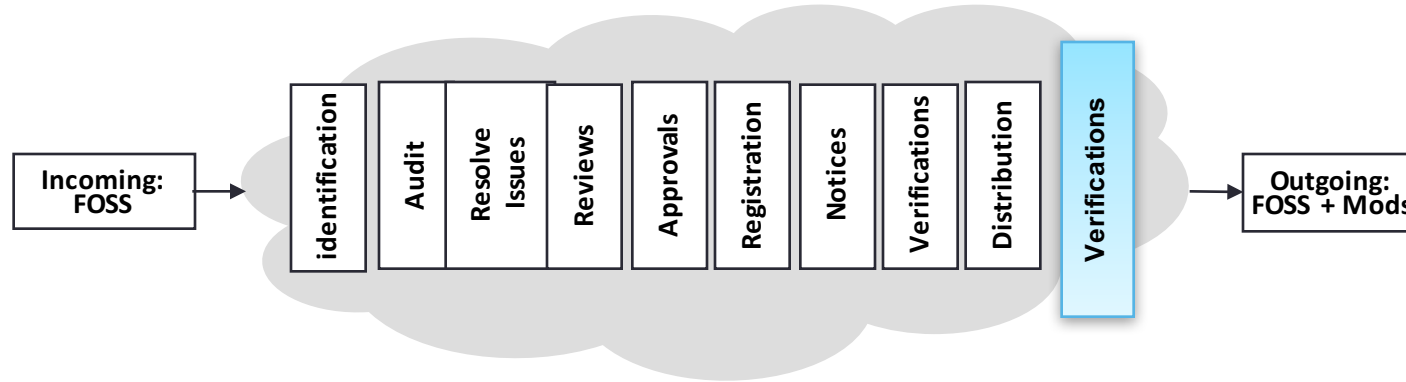 Incoming:
FOSS
identification
Audit
Resolve
Issues
Reviews
Approvals
Registration
Notices
Verifications
Distribution
Verifications
Outgoing:
FOSS + Mods